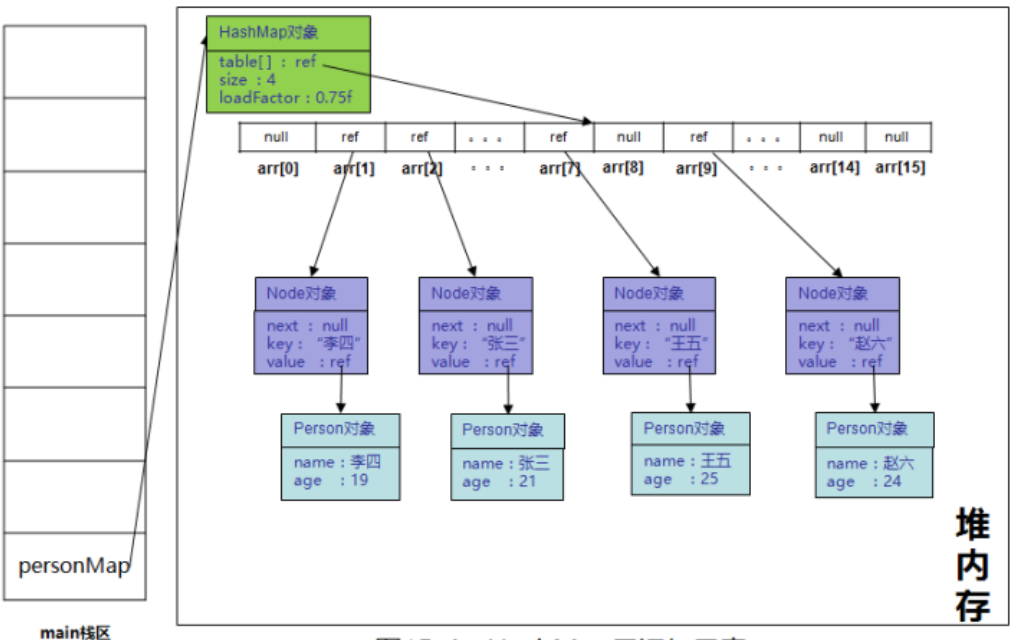 HashMap对象
table[] : ref
size : 4
loadFactor : 0.75f
null ref ref 。。。 ref null ref 。。。 null null
arr[0] arr[1] arr[2] 。。。 arr[7] arr[8] arr[9] 。。。 arr[14] arr[15]
Node对象
next : null
key : “李四”
value : ref
Node对象
next : null
key : “张三”
value : ref
Node对象
next : null
key : “王五”
value : ref
Node对象
next : null
key : “赵六”
value : ref
Person对象
name : 李四
age : 19
Person对象
name : 张三
age : 21
Person对象
name : 王五
age : 25
Person对象
name : 赵六
age : 24
堆
内
存
personMap
main栈区